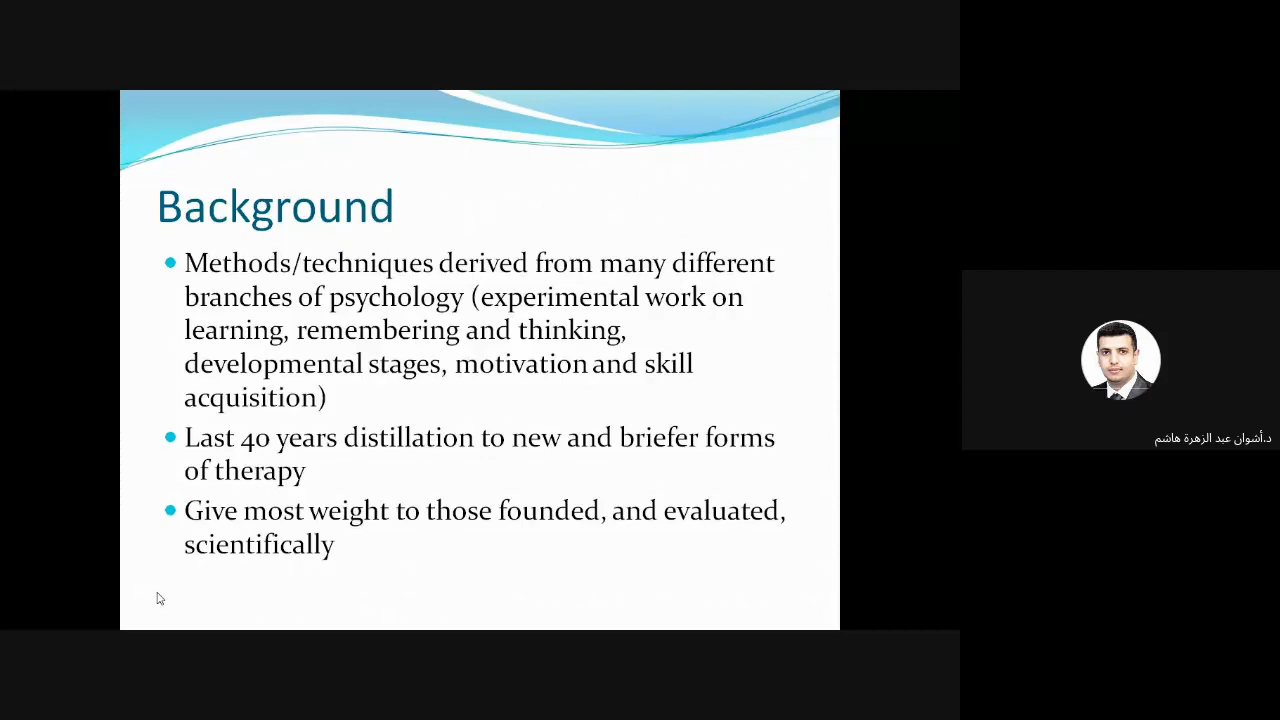 Background
Methods/techniques derived from many different
branches of psychology (experimental work on
learning, remembering and thinking,
developmental stages, motivation and skill
acquisition)
Last 40 years distillation to new and briefer forms
of therapy
Give most weight to those founded, and evaluated,
scientifically
د.أشوان عبد الزهرة هاشم